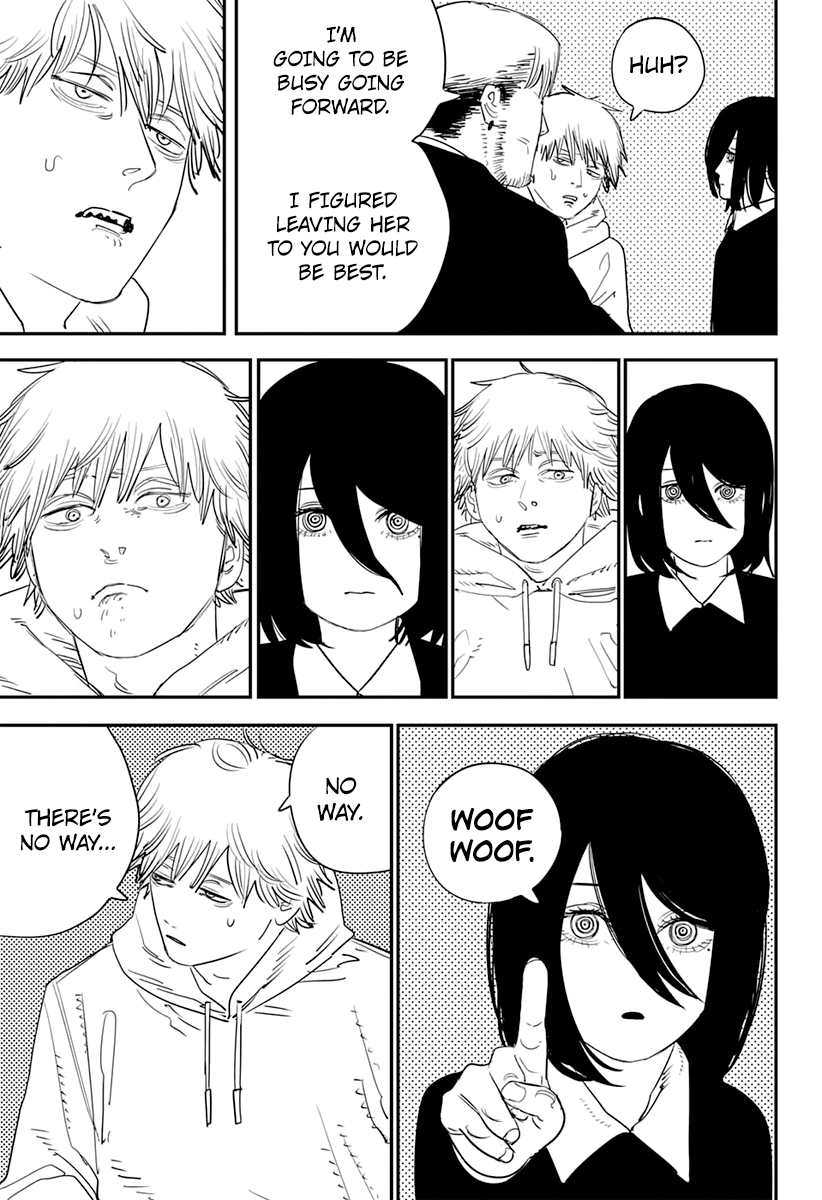 HUH?
I'M
GOING TO BE
BUSY GOING
FORWARD.
I FIGURED
LEAVING HER
TO YOU WOULD
BE BEST.
WOOF
WOOF.
NO
WAY.
THERE'S
NO WAY...